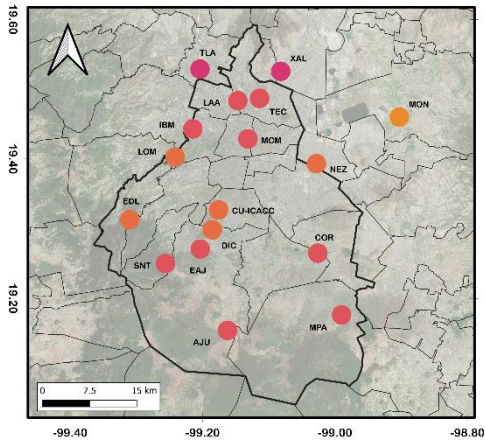 19.60
19.40
19.20
TLA
XAL
LAA
TEC
MON
IBM
MCM
LOM
NEZ
EDL
CU-ICACC
DIC
COR
SNT
EAJ
MPA
AJU
0 7.5 15 km
-99.40 -99.20 -99.00 -98.80